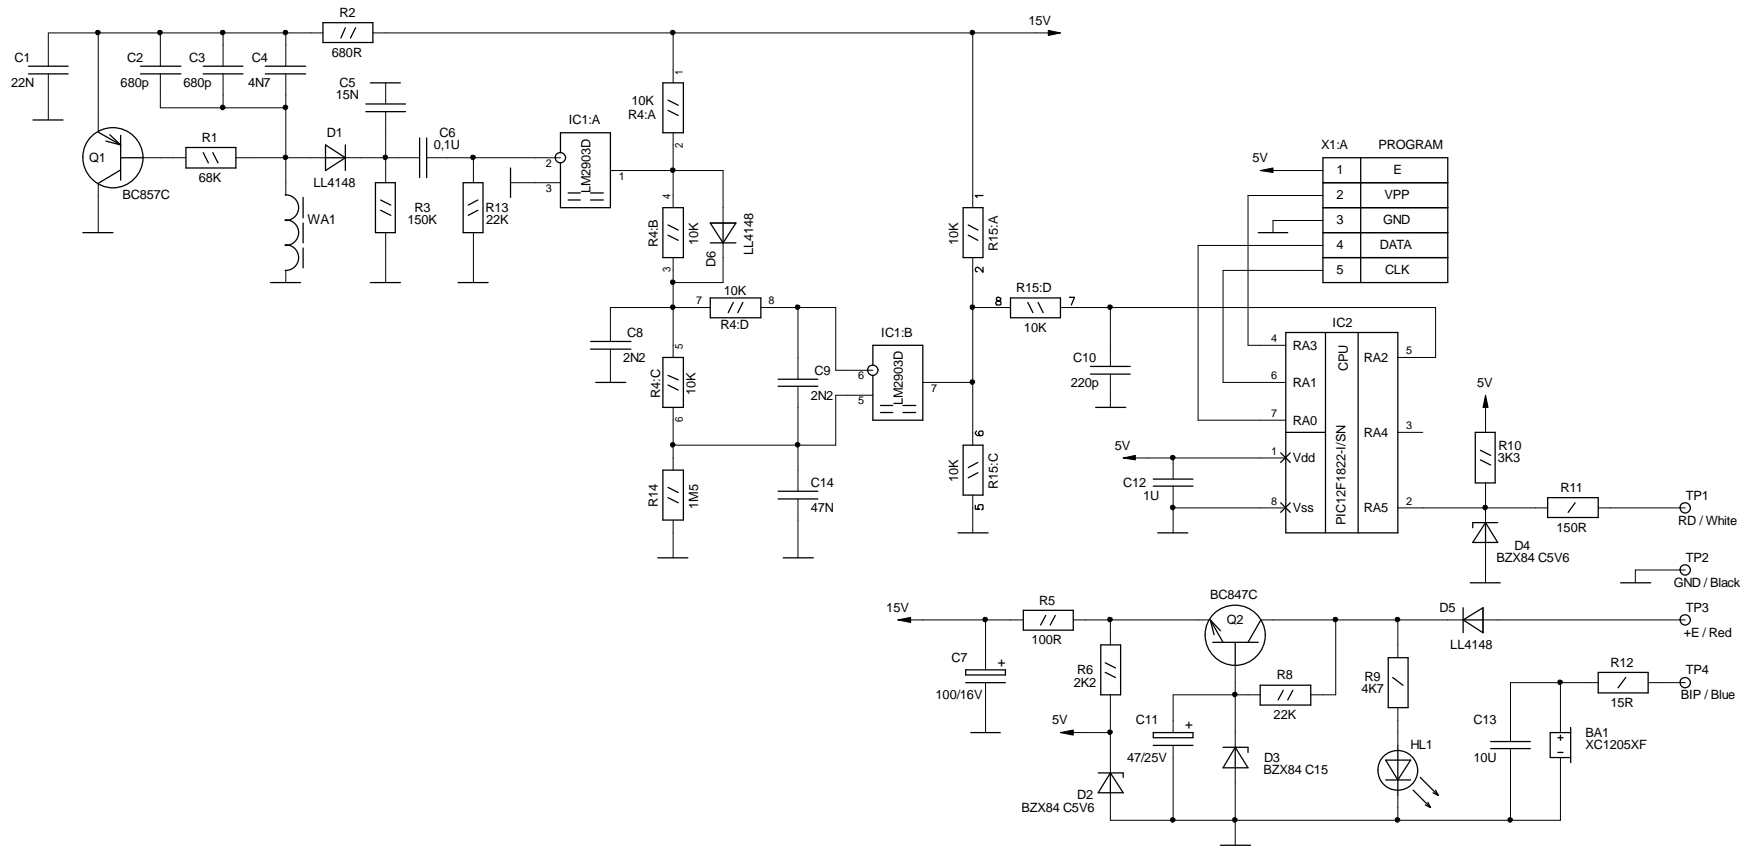 R2
680R
15V
C1
22N
C2
680p
C3
680p
C4
4N7
C5
15N
Q1
BC857C
R1
68K
D1
LL4148
C6
0,1U
WA1
R3
150K
R13
22K
IC1:A
LM2903D
2
3
1
10K
R4:A
1
2
R4:B
10K
4
3
D6
LL4148
10K
R4:D
7
8
C8
2N2
R4:C
10K
5
6
C9
2N2
R14
1M5
C14
47N
IC1:B
LM2903D
6
5
7
10K
R15:A
1
2
8
R15:D
7
10K
10K
R15:C
6
5
C10
220p
X1:A
PROGRAM
5V
1 E
2 VPP
3 GND
4 DATA
5 CLK
IC2
CPU
PIC12F1822-I/SN
4 RA3
6 RA1
7 RA0
1 Vdd
8 Vss
RA2 5
RA4 3
RA5 2
5V
C12
1U
5V
R10
3K3
D4
BZX84 C5V6
R11
150R
TP1
RD / White
TP2
GND / Black
TP3
+E / Red
TP4
BIP / Blue
15V
R5
100R
BC847C
Q2
D5
LL4148
C7
+
100/16V
R6
2K2
5V
D2
BZX84 C5V6
C11
+
47/25V
R8
22K
D3
BZX84 C15
R9
4K7
HL1
R12
15R
C13
10U
+
−
BA1
XC1205XF